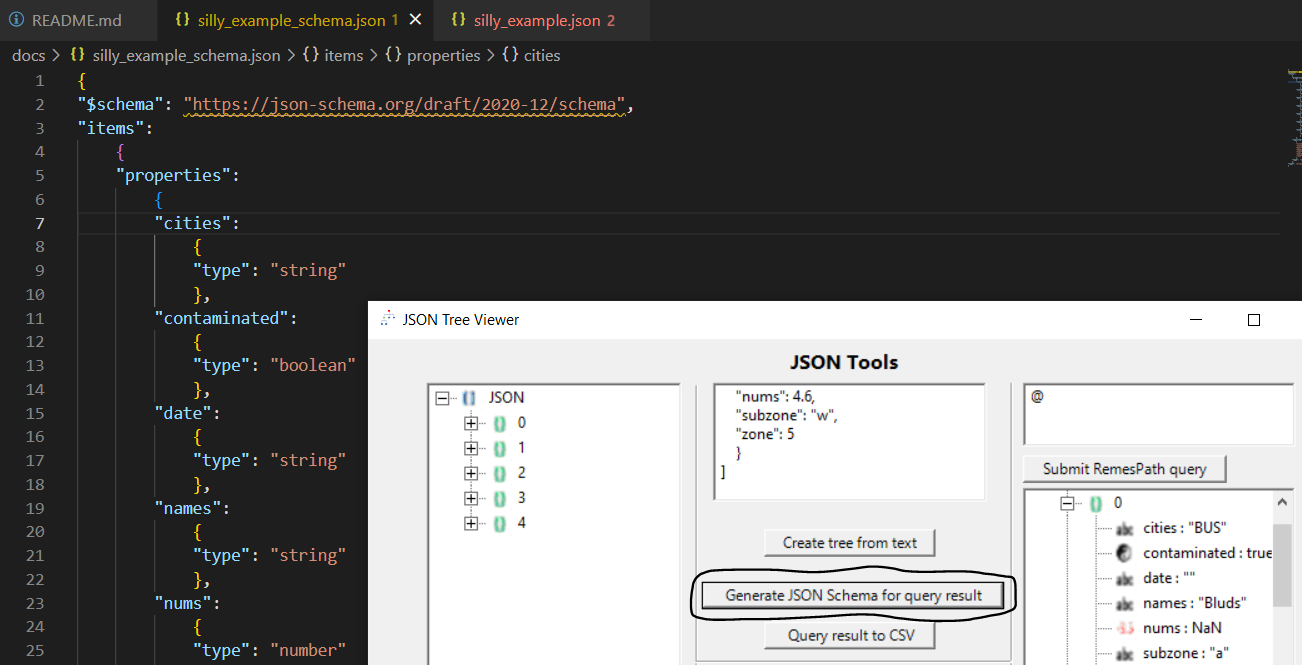 README.md silly_example_schema.json 1 silly_example.json 2
docs > silly_example_schema.json > {} items > {} properties > {} cities
1 {
2 "$schema": "https://json-schema.org/draft/2020-12/schema",
3 "items":
4 {
5 "properties":
6 {
7 "cities":
8 {
9 "type": "string"
10 },
11 "contaminated":
12 {
13 "type": "boolean"
14 },
15 "date":
16 {
17 "type": "string"
18 },
19 "names":
20 {
21 "type": "string"
22 },
23 "nums":
24 {
25 "type": "number"
JSON Tree Viewer
JSON Tools
JSON
0
1
2
3
4
"nums": 4.6,
"subzone": "w",
"zone": 5
}
]
Create tree from text
Generate JSON Schema for query result
Query result to CSV
@
Submit RemesPath query
0
cities : "BUS"
contaminated : true
date : ""
names : "Bluds"
nums : NaN
subzone : "a"